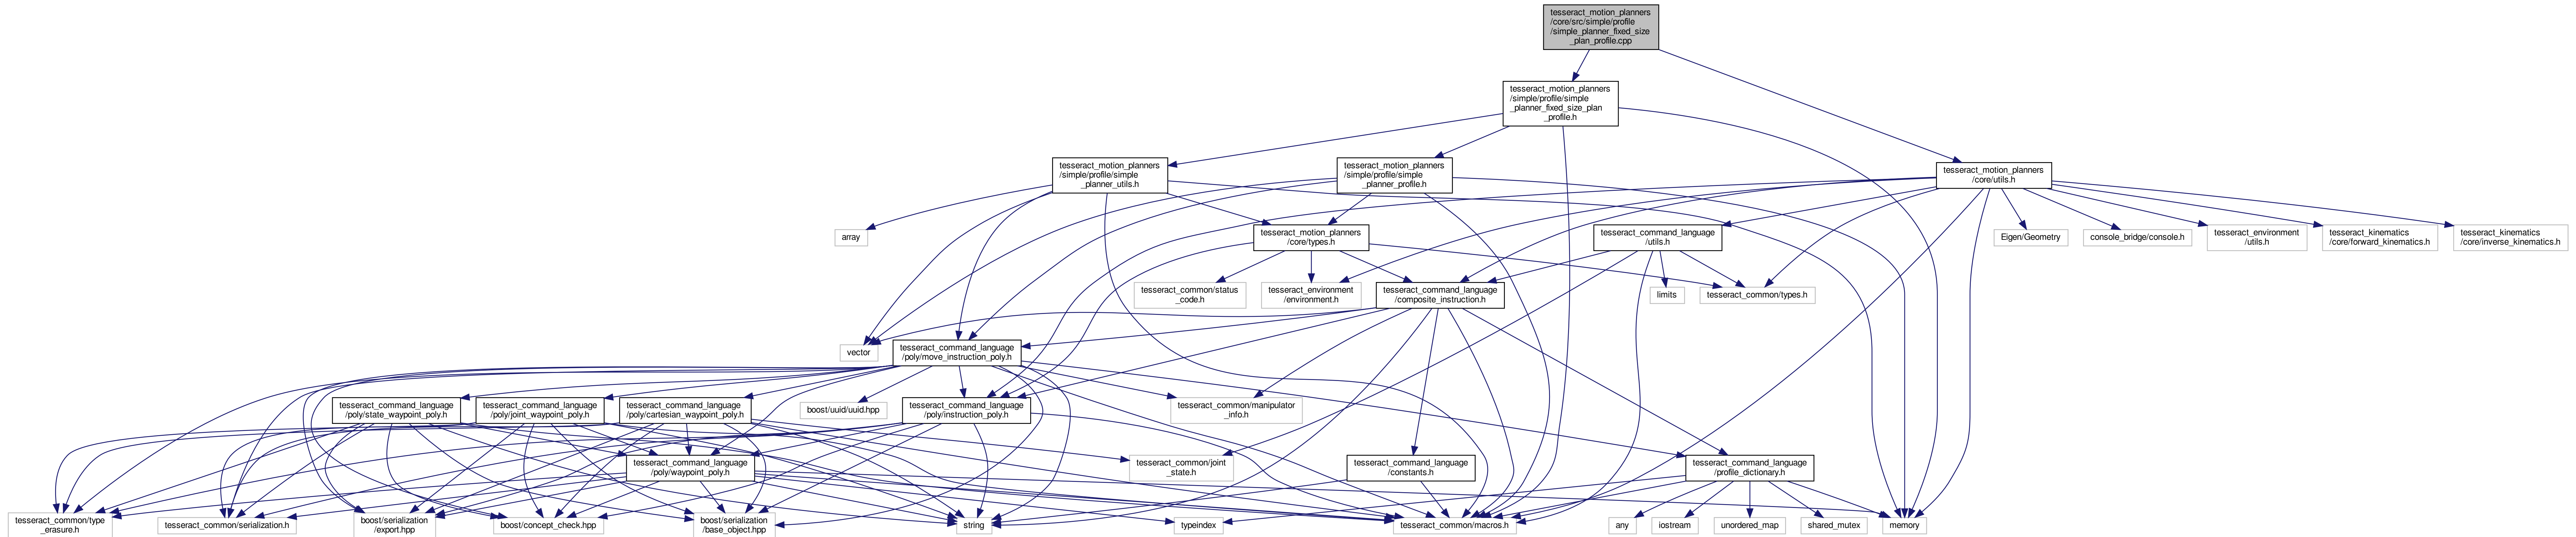 tesseract_motion_planners
/core/src/simple/profile
/simple_planner_fixed_size
_plan_profile.cpp
tesseract_motion_planners
/simple/profile/simple
_planner_fixed_size_plan
_profile.h
tesseract_motion_planners
/simple/profile/simple
_planner_utils.h
tesseract_motion_planners
/simple/profile/simple
_planner_profile.h
tesseract_motion_planners
/core/utils.h
array
tesseract_motion_planners
/core/types.h
tesseract_command_language
/utils.h
Eigen/Geometry
console_bridge/console.h
tesseract_environment
/utils.h
tesseract_kinematics
/core/forward_kinematics.h
tesseract_kinematics
/core/inverse_kinematics.h
tesseract_common/status
_code.h
tesseract_environment
/environment.h
tesseract_command_language
/composite_instruction.h
limits
tesseract_common/types.h
vector
tesseract_command_language
/poly/move_instruction_poly.h
tesseract_command_language
/poly/state_waypoint_poly.h
tesseract_command_language
/poly/joint_waypoint_poly.h
tesseract_command_language
/poly/cartesian_waypoint_poly.h
boost/uuid/uuid.hpp
tesseract_command_language
/poly/instruction_poly.h
tesseract_common/manipulator
_info.h
tesseract_command_language
/poly/waypoint_poly.h
tesseract_common/joint
_state.h
tesseract_command_language
/constants.h
tesseract_command_language
/profile_dictionary.h
tesseract_common/type
_erasure.h
tesseract_common/serialization.h
boost/serialization
/export.hpp
boost/concept_check.hpp
boost/serialization
/base_object.hpp
string
typeindex
tesseract_common/macros.h
any
iostream
unordered_map
shared_mutex
memory